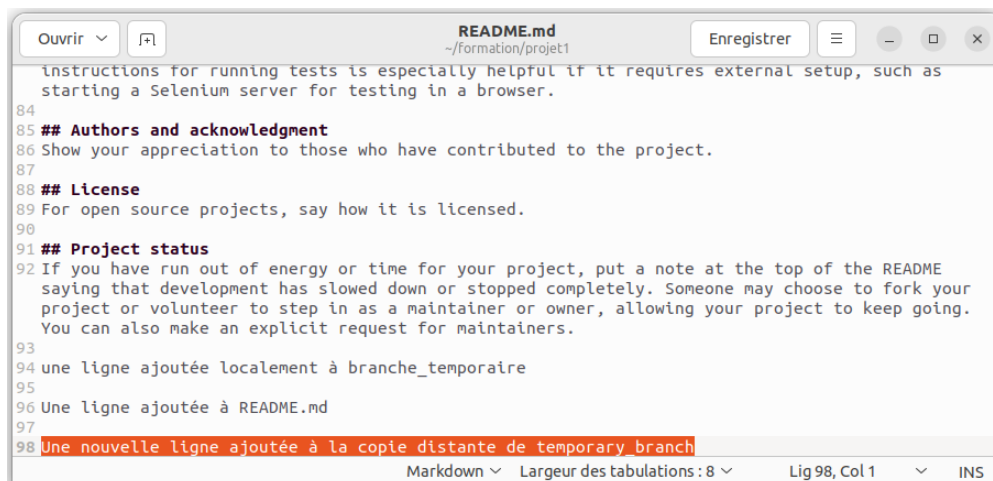 Ouvrir
README.md
~/formation/projet1
Enregistrer
instructions for running tests is especially helpful if it requires external setup, such as
starting a Selenium server for testing in a browser.
84
85 ## Authors and acknowledgment
86 Show your appreciation to those who have contributed to the project.
87
88 ## License
89 For open source projects, say how it is licensed.
90
91 ## Project status
92 If you have run out of energy or time for your project, put a note at the top of the README
saying that development has slowed down or stopped completely. Someone may choose to fork your
project or volunteer to step in as a maintainer or owner, allowing your project to keep going.
You can also make an explicit request for maintainers.
93
94 une ligne ajoutée localement à branche_temporaire
95
96 Une ligne ajoutée à README.md
97
98 Une nouvelle ligne ajoutée à la copie distante de temporary_branch
Markdown Largeur des tabulations : 8 Lig 98, Col 1 INS